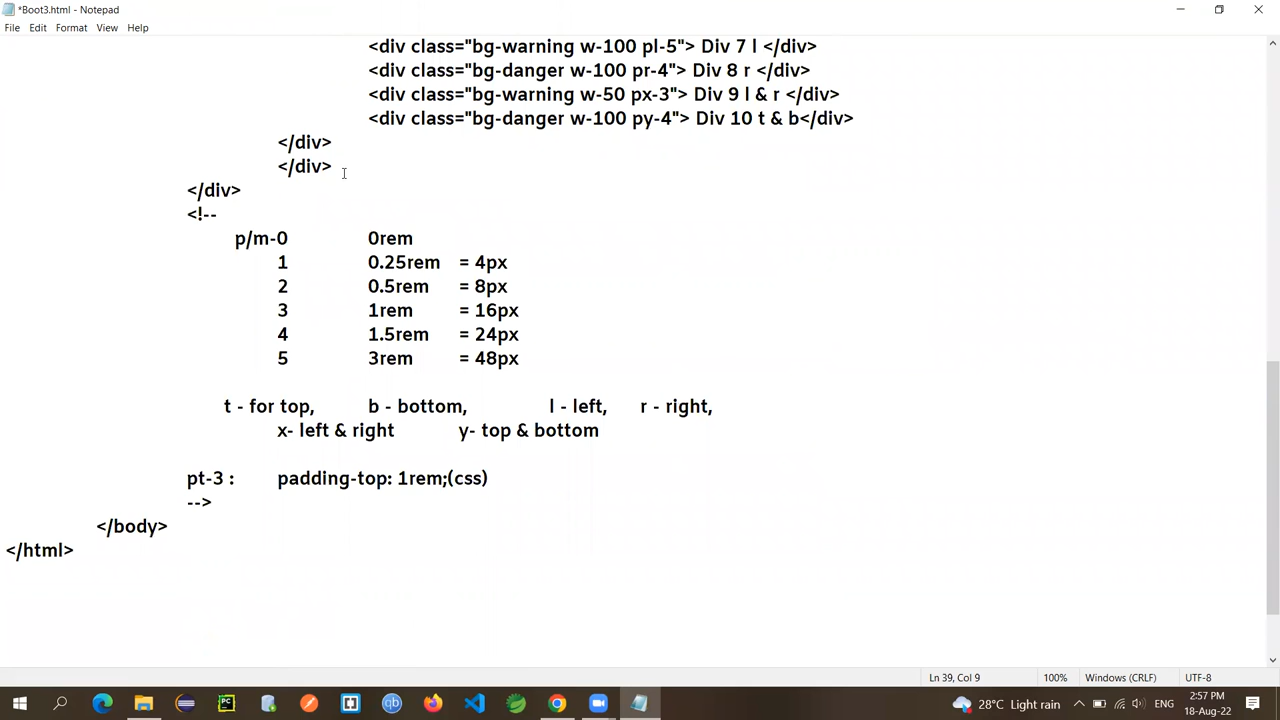 *Boot3.html - Notepad
File Edit Format View Help
<div class="bg-warning w-100 pl-5"> Div 7 l </div>
<div class="bg-danger w-100 pr-4"> Div 8 r </div>
<div class="bg-warning w-50 px-3"> Div 9 l & r </div>
<div class="bg-danger w-100 py-4"> Div 10 t & b</div>
</div>
</div>
</div>
<!--
p/m-0 0rem
1 0.25rem = 4px
2 0.5rem = 8px
3 1rem = 16px
4 1.5rem = 24px
5 3rem = 48px
t - for top, b - bottom, l - left, r - right,
x- left & right y- top & bottom
pt-3 : padding-top: 1rem;(css)
-->
</body>
</html>
Ln 39, Col 9 100% Windows (CRLF) UTF-8
PC qb 28°C Light rain ENG 2:57 PM
18-Aug-22